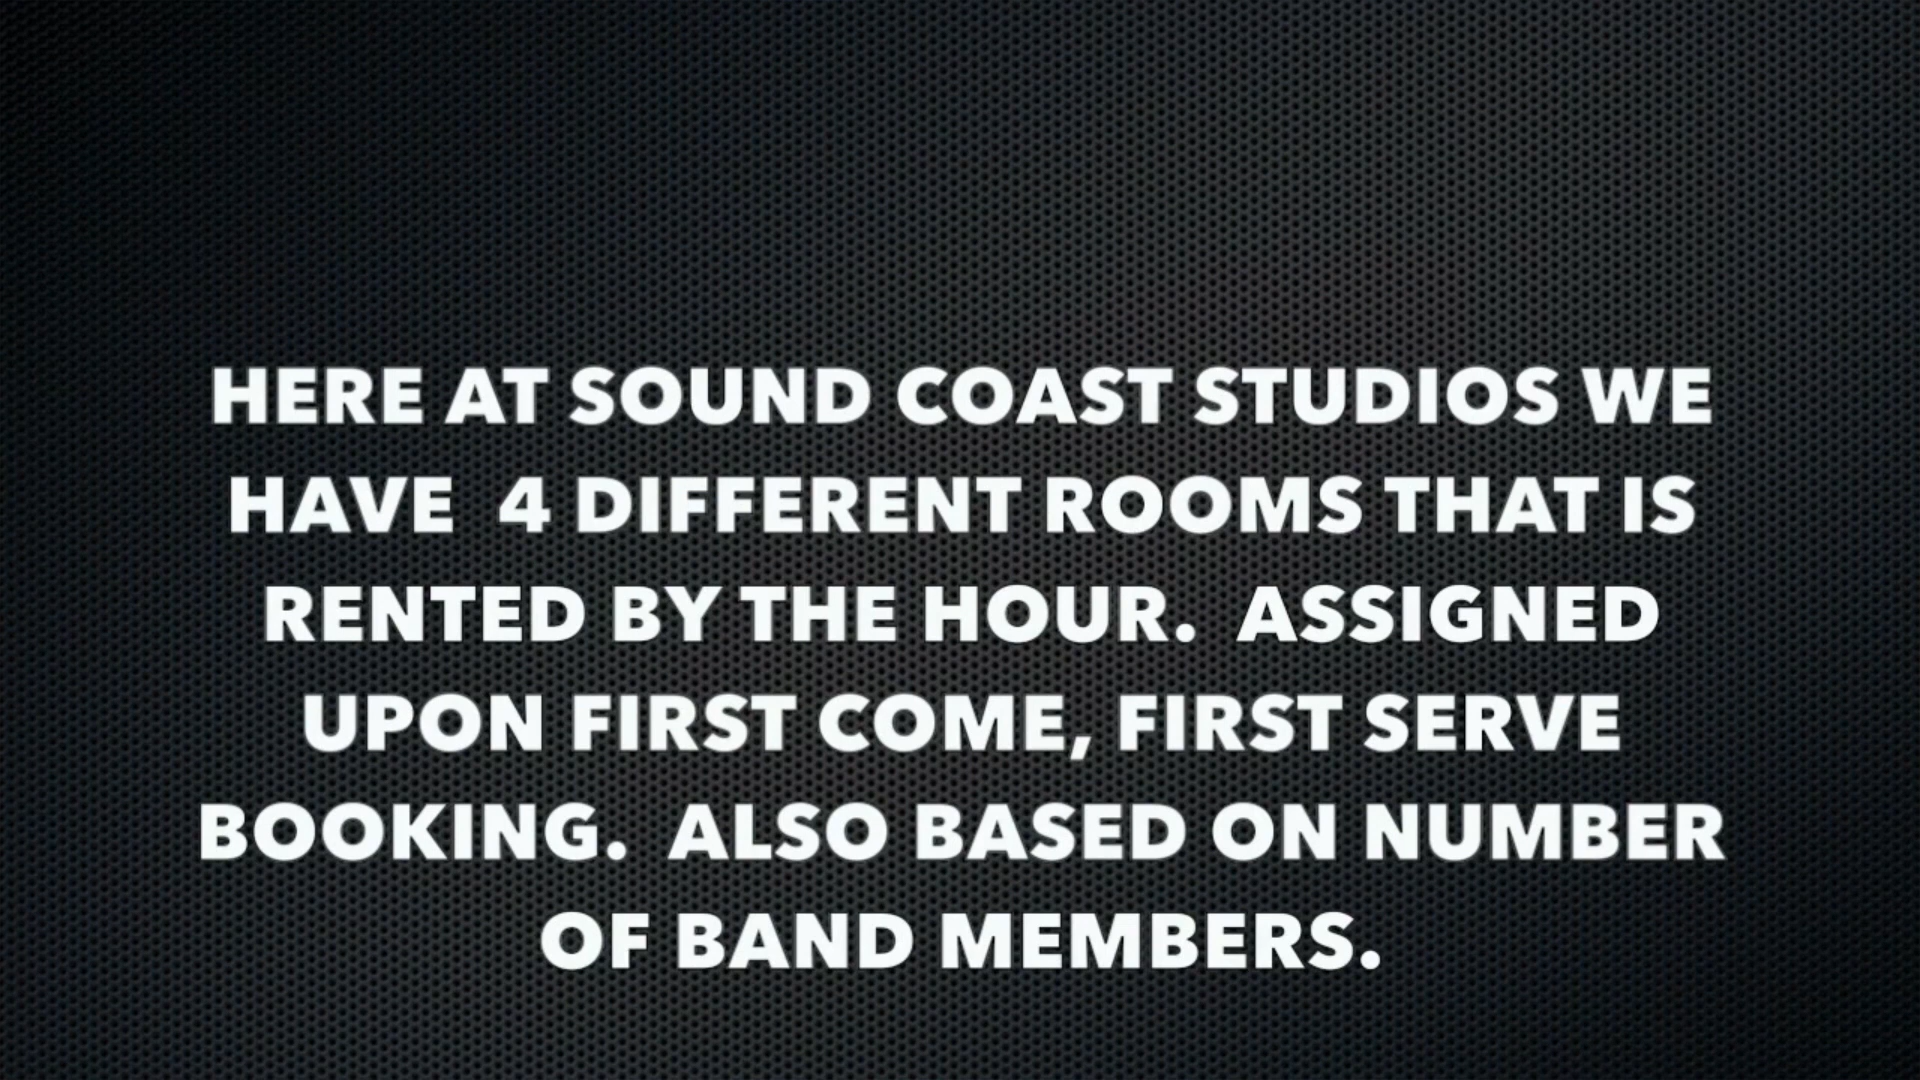 HERE AT SOUND COAST STUDIOS WE
HAVE  4 DIFFERENT ROOMS THAT IS
RENTED BY THE HOUR.  ASSIGNED
UPON FIRST COME, FIRST SERVE
BOOKING.  ALSO BASED ON NUMBER
OF BAND MEMBERS.